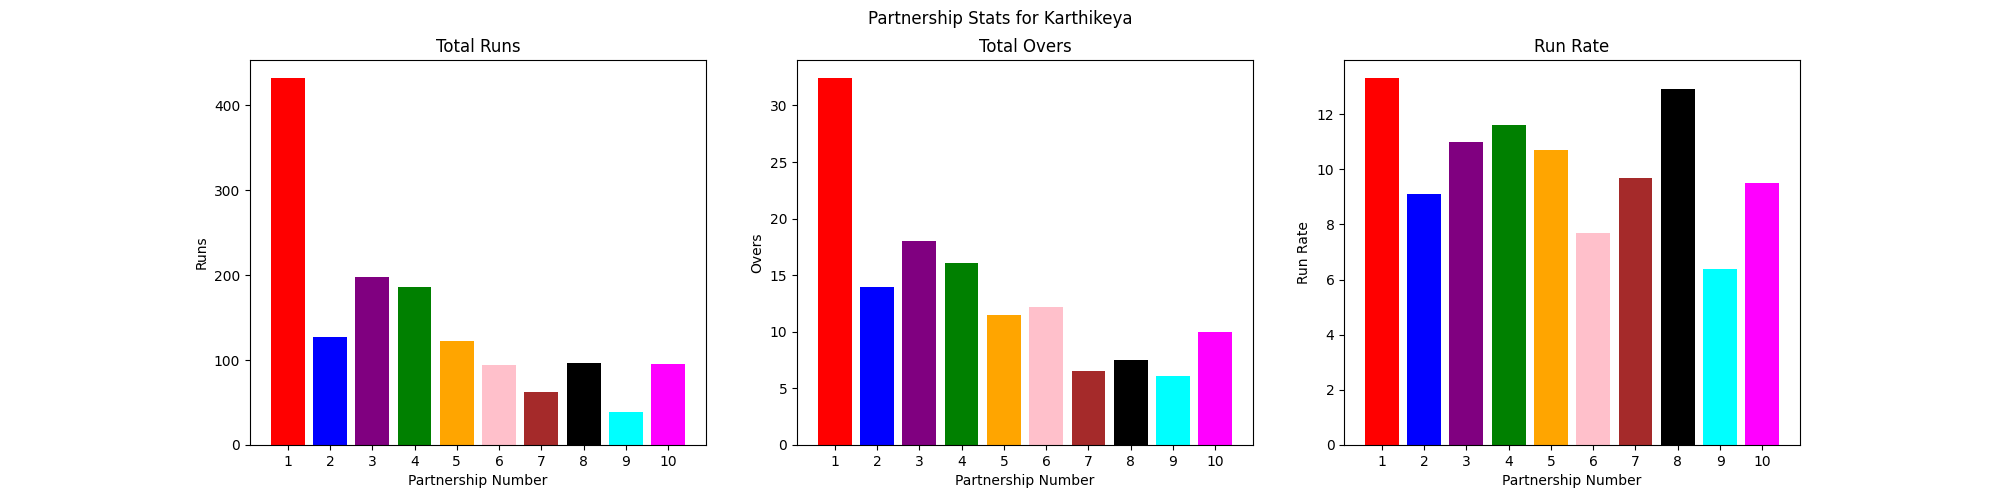 Partnership Stats for Karthikeya
Total Runs
Runs
400
300
200
100
0
1 2 3 4 5 6 7 8 9 10
Partnership Number
Total Overs
Overs
30
25
20
15
10
5
0
1 2 3 4 5 6 7 8 9 10
Partnership Number
Run Rate
Run Rate
12
10
8
6
4
2
0
1 2 3 4 5 6 7 8 9 10
Partnership Number